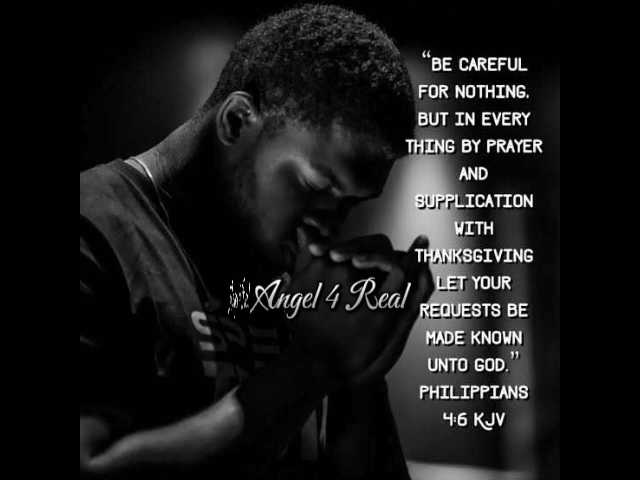 “BE CAREFUL
FOR NOTHING.
BUT IN EVERY
THING BY PRAYER
AND
SUPPLICATION
WITH
THANKSGIVING
LET YOUR
REQUESTS BE
MADE KNOWN
UNTO GOD.”
PHILIPPIANS
4:6 KJV
Angel 4 Real